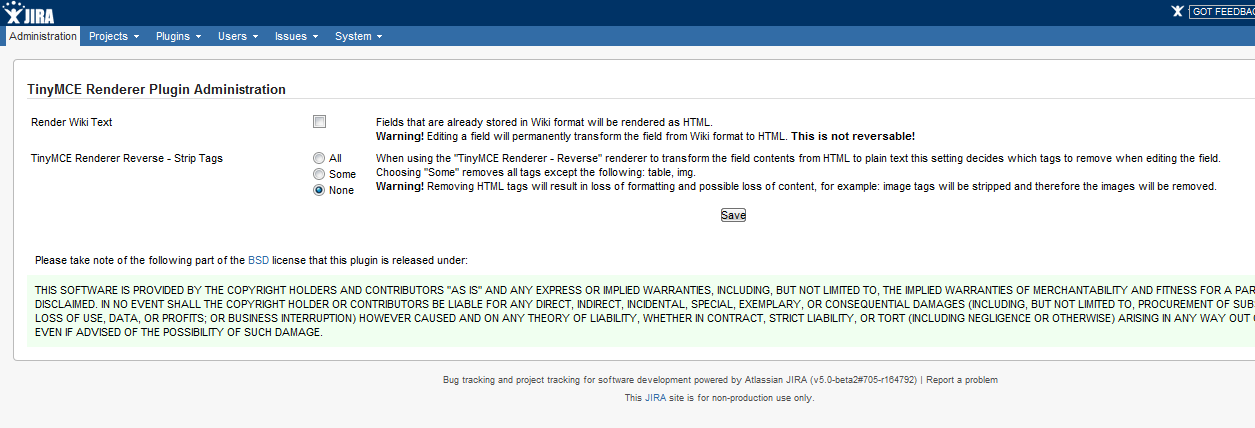 JIRA
GOT FEEDBAC
Administration Projects Plugins Users Issues System
TinyMCE Renderer Plugin Administration
Render Wiki Text
Fields that are already stored in Wiki format will be rendered as HTML.
Warning! Editing a field will permanently transform the field from Wiki format to HTML. This is not reversable!
TinyMCE Renderer Reverse - Strip Tags
All
Some
None
When using the "TinyMCE Renderer - Reverse" renderer to transform the field contents from HTML to plain text this setting decides which tags to remove when editing the field.
Choosing "Some" removes all tags except the following: table, img.
Warning! Removing HTML tags will result in loss of formatting and possible loss of content, for example: image tags will be stripped and therefore the images will be removed.
Save
Please take note of the following part of the BSD license that this plugin is released under:
THIS SOFTWARE IS PROVIDED BY THE COPYRIGHT HOLDERS AND CONTRIBUTORS "AS IS" AND ANY EXPRESS OR IMPLIED WARRANTIES, INCLUDING, BUT NOT LIMITED TO, THE IMPLIED WARRANTIES OF MERCHANTABILITY AND FITNESS FOR A PAR
DISCLAIMED. IN NO EVENT SHALL THE COPYRIGHT HOLDER OR CONTRIBUTORS BE LIABLE FOR ANY DIRECT, INDIRECT, INCIDENTAL, SPECIAL, EXEMPLARY, OR CONSEQUENTIAL DAMAGES (INCLUDING, BUT NOT LIMITED TO, PROCUREMENT OF SUBS
LOSS OF USE, DATA, OR PROFITS; OR BUSINESS INTERRUPTION) HOWEVER CAUSED AND ON ANY THEORY OF LIABILITY, WHETHER IN CONTRACT, STRICT LIABILITY, OR TORT (INCLUDING NEGLIGENCE OR OTHERWISE) ARISING IN ANY WAY OUT O
EVEN IF ADVISED OF THE POSSIBILITY OF SUCH DAMAGE.
Bug tracking and project tracking for software development powered by Atlassian JIRA (v5.0-beta2#705-r164792) | Report a problem
This JIRA site is for non-production use only.